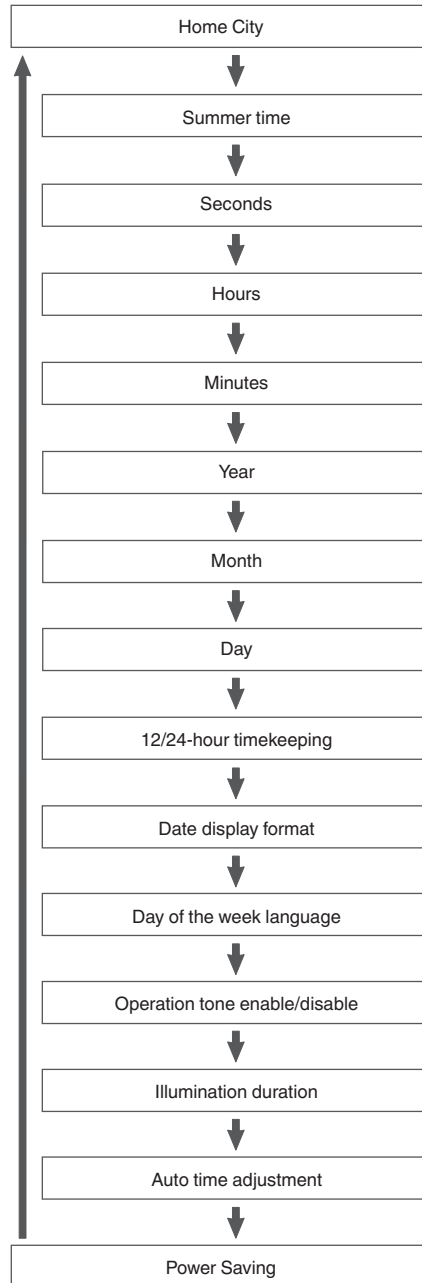 Home City
Summer time
Seconds
Hours
Minutes
Year
Month
Day
12/24-hour timekeeping
Date display format
Day of the week language
Operation tone enable/disable
Illumination duration
Auto time adjustment
Power Saving